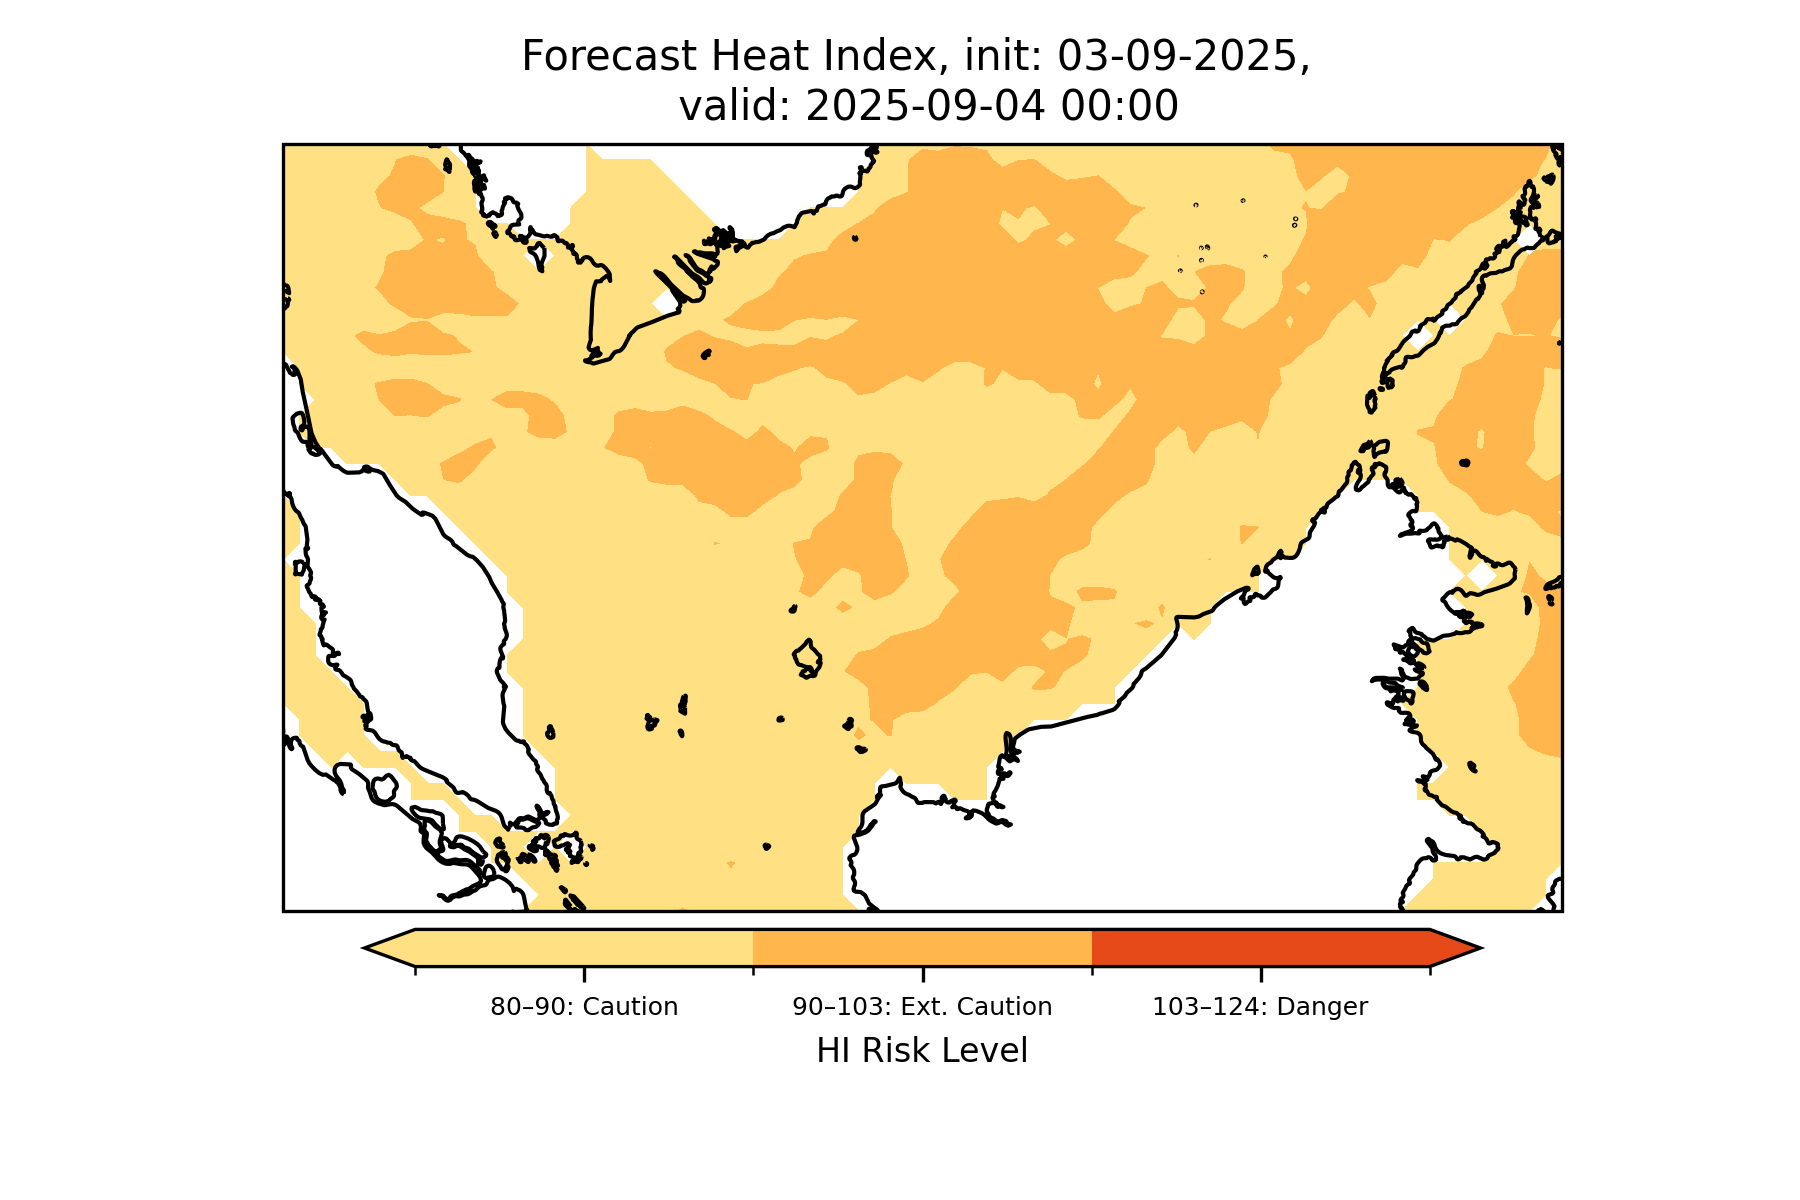 Forecast Heat Index, init: 03-09-2025,
valid: 2025-09-04 00:00
80–90: Caution
90–103: Ext. Caution
103–124: Danger
HI Risk Level